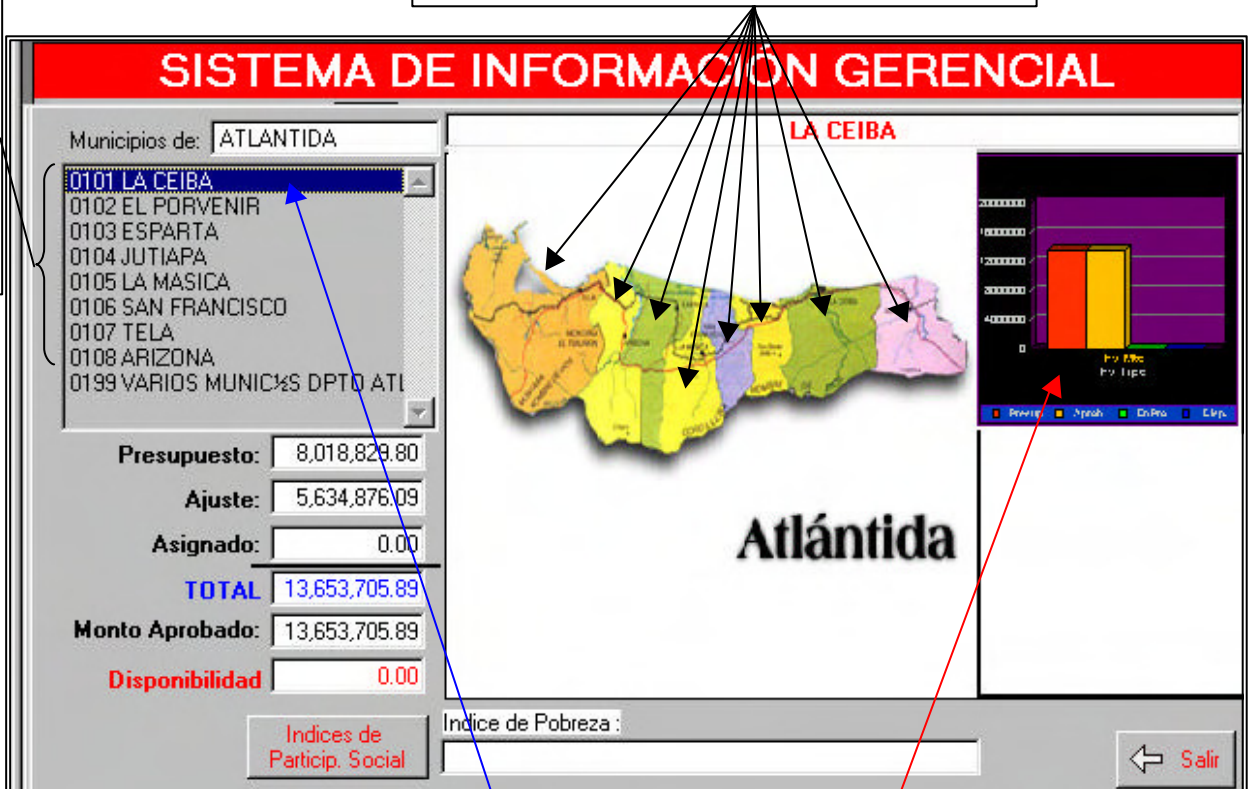 SISTEMA DE INFORMACIÓN GERENCIAL
Municipios de: ATLANTIDA
LA CEIBA
0101 LA CEIBA
0102 EL PORVENIR
0103 ESPARTA
0104 JUTIAPA
0105 LA MASICA
0106 SAN FRANCISCO
0107 TELA
0108 ARIZONA
0199 VARIOS MUNIC½S DPTO ATL
Presupuesto: 8,018,829.80
Ajuste: 5,634,876.09
Asignado: 0.00
TOTAL 13,653,705.89
Monto Aprobado: 13,653,705.89
Disponibilidad 0.00
Atlántida
Indices de
Particip. Social
Indice de Pobreza :
Salir